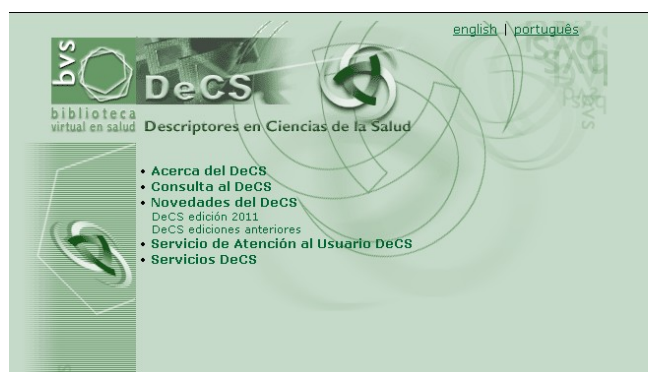 english | português
bvs
DeCS
biblioteca
virtual en salud
Descriptores en Ciencias de la Salud
• Acerca del DeCS
• Consulta al DeCS
• Novedades del DeCS
DeCS edición 2011
DeCS ediciones anteriores
• Servicio de Atención al Usuario DeCS
• Servicios DeCS